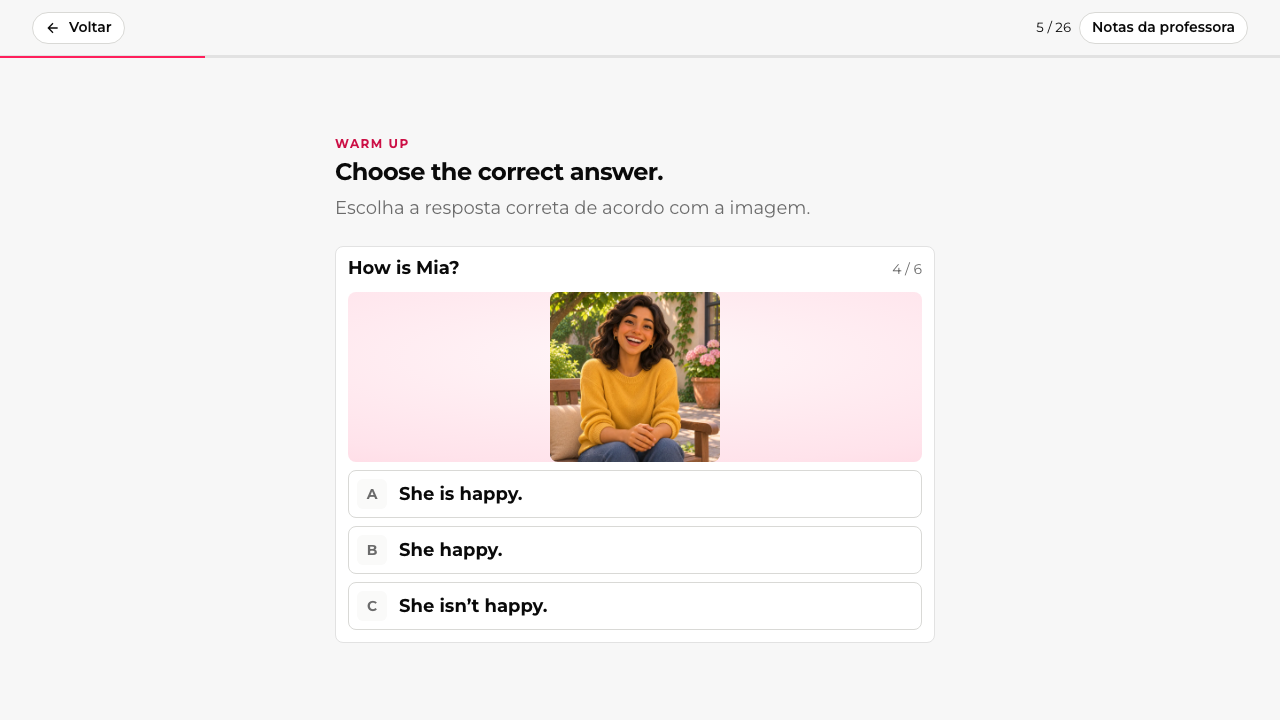 Voltar
5 / 26
Notas da professora
WARM UP
Choose the correct answer.
Escolha a resposta correta de acordo com a imagem.
How is Mia?
4 / 6
A
She is happy.
B
She happy.
C
She isn’t happy.